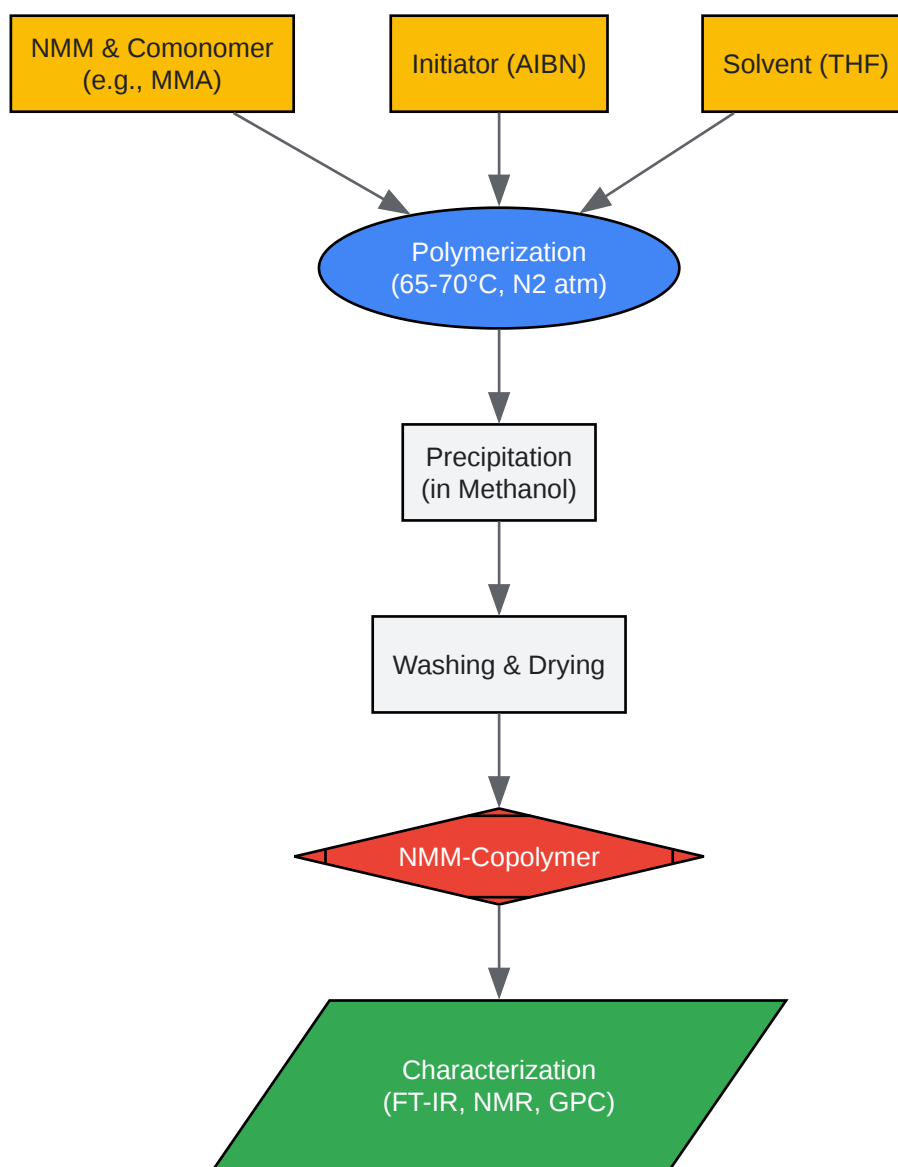 NMM & Comonomer
(e.g., MMA)
Initiator (AIBN)
Solvent (THF)
Polymerization
(65-70°C, N2 atm)
Precipitation
(in Methanol)
Washing & Drying
NMM-Copolymer
Characterization
(FT-IR, NMR, GPC)